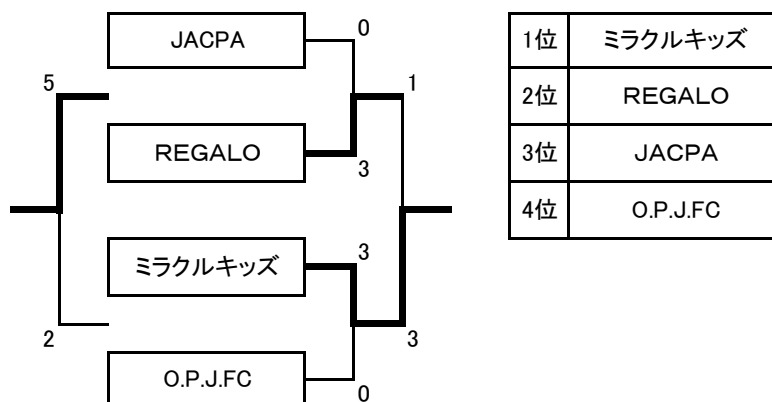 JACPA
0
5
1
REGALO
3
ミラクルキッズ
3
2
3
O.P.J.FC
0
1位 ミラクルキッズ
2位 REGALO
3位 JACPA
4位 O.P.J.FC